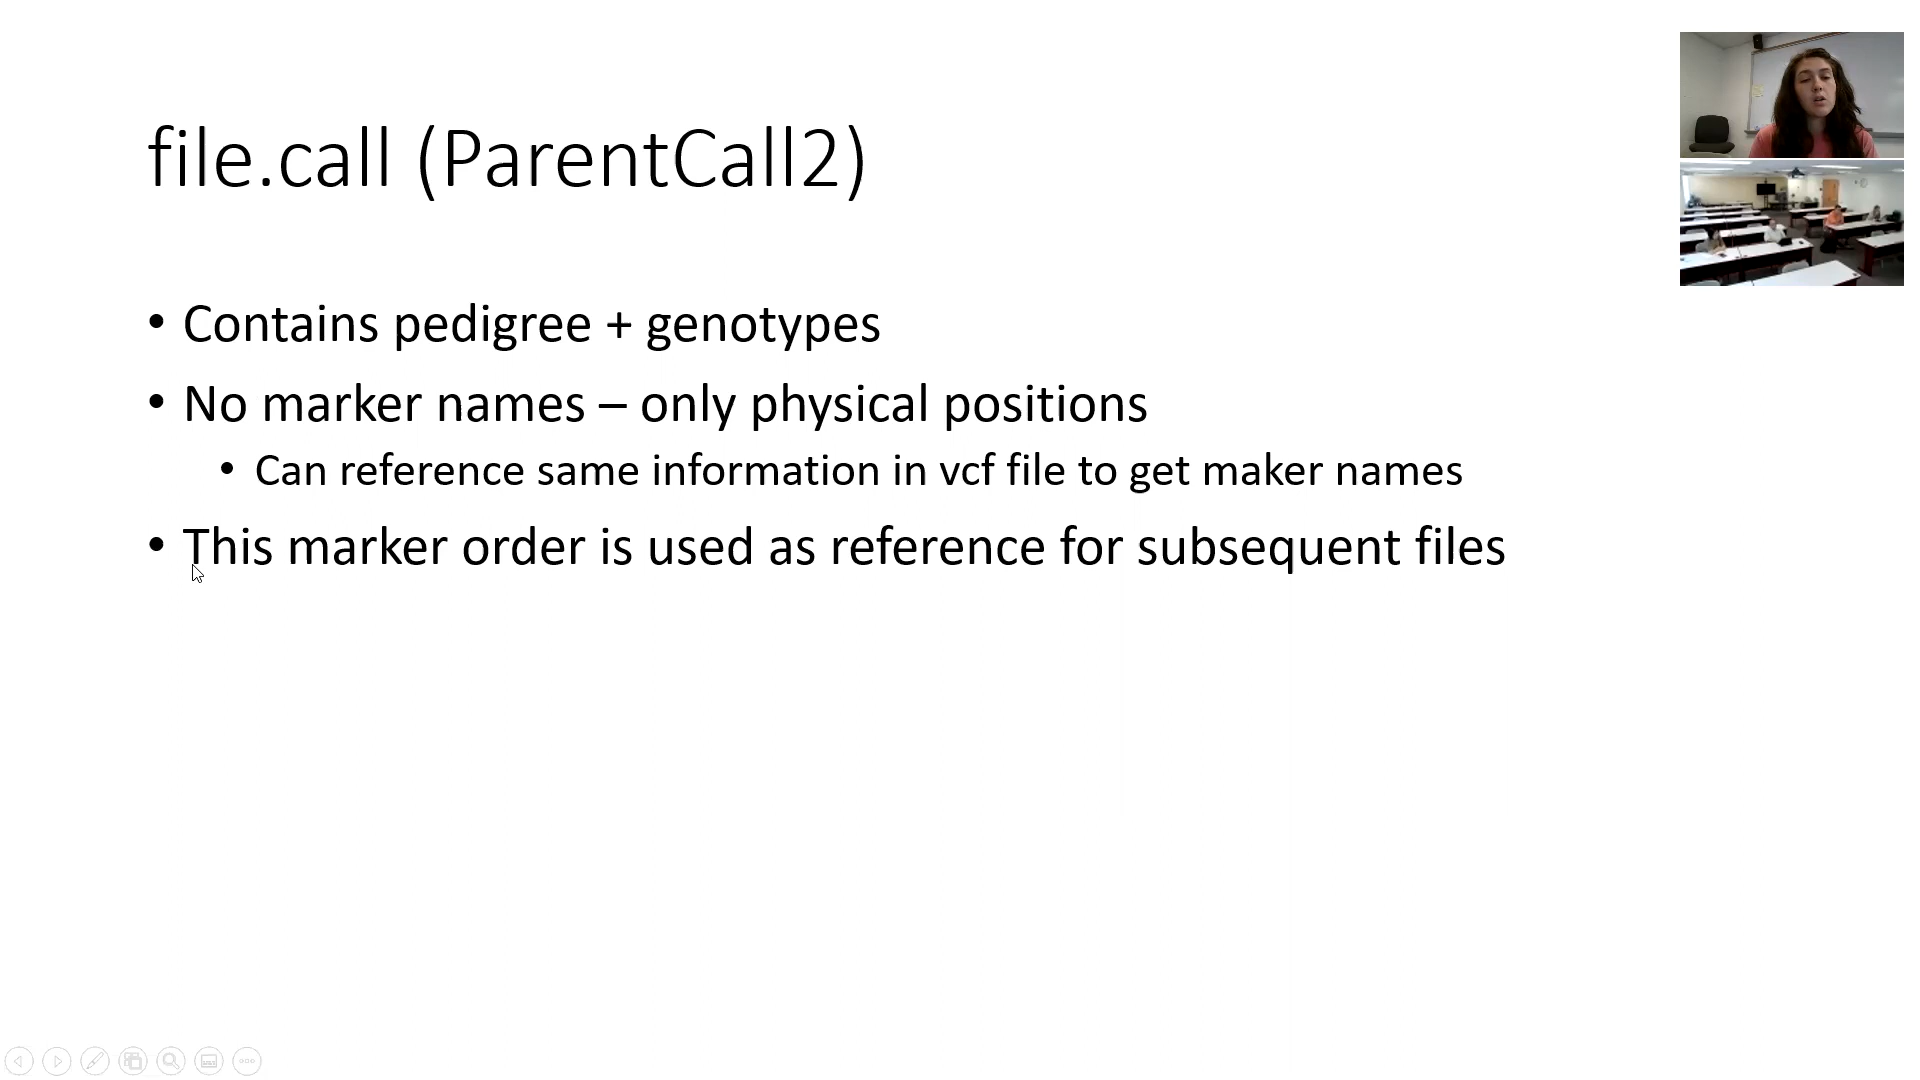 file.call (ParentCall2)
• Contains pedigree + genotypes
• No marker names – only physical positions
• Can reference same information in vcf file to get maker names
• This marker order is used as reference for subsequent files